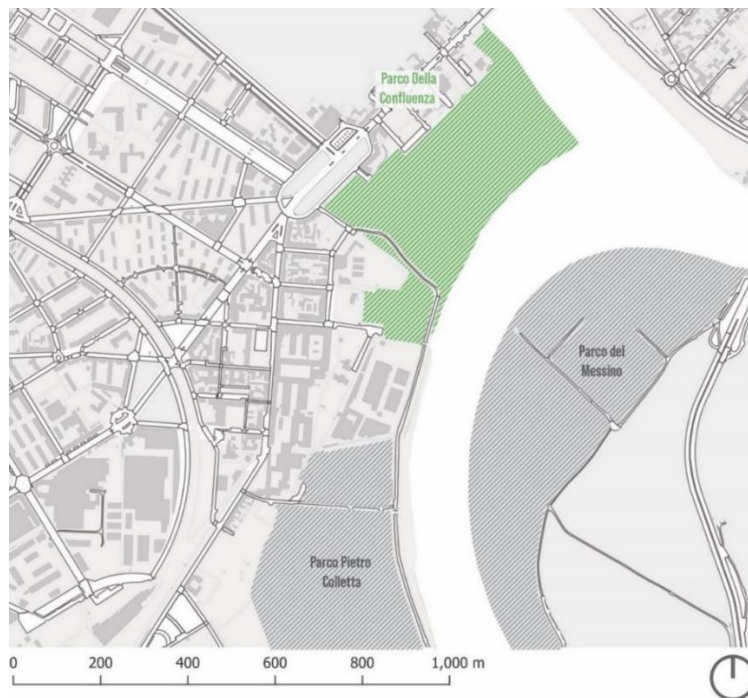 Parco Della
Confluenza
Parco del
Messino
Parco Pietro
Colletta
0 200 400 600 800 1,000 m